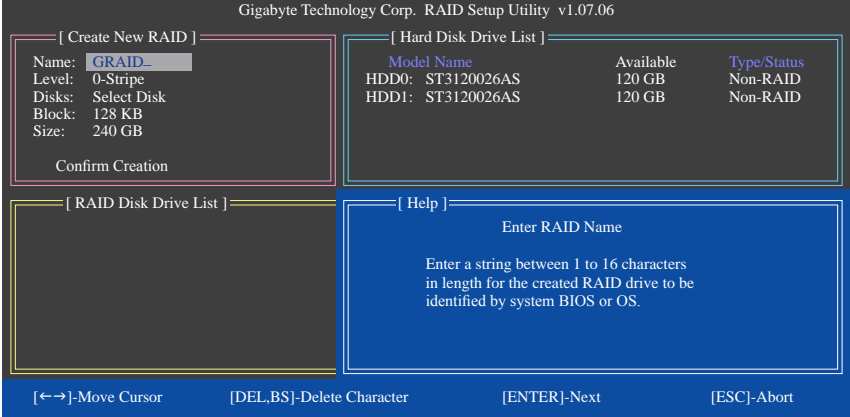 Gigabyte Technology Corp. RAID Setup Utility v1.07.06
[ Create New RAID ]
Name: GRAID_
Level: 0-Stripe
Disks: Select Disk
Block: 128 KB
Size: 240 GB
Confirm Creation
[ Hard Disk Drive List ]
Model Name Available Type/Status
HDD0: ST3120026AS 120 GB Non-RAID
HDD1: ST3120026AS 120 GB Non-RAID
[ RAID Disk Drive List ]
[ Help ]
Enter RAID Name
Enter a string between 1 to 16 characters
in length for the created RAID drive to be
identified by system BIOS or OS.
[←→]-Move Cursor [DEL,BS]-Delete Character [ENTER]-Next [ESC]-Abort